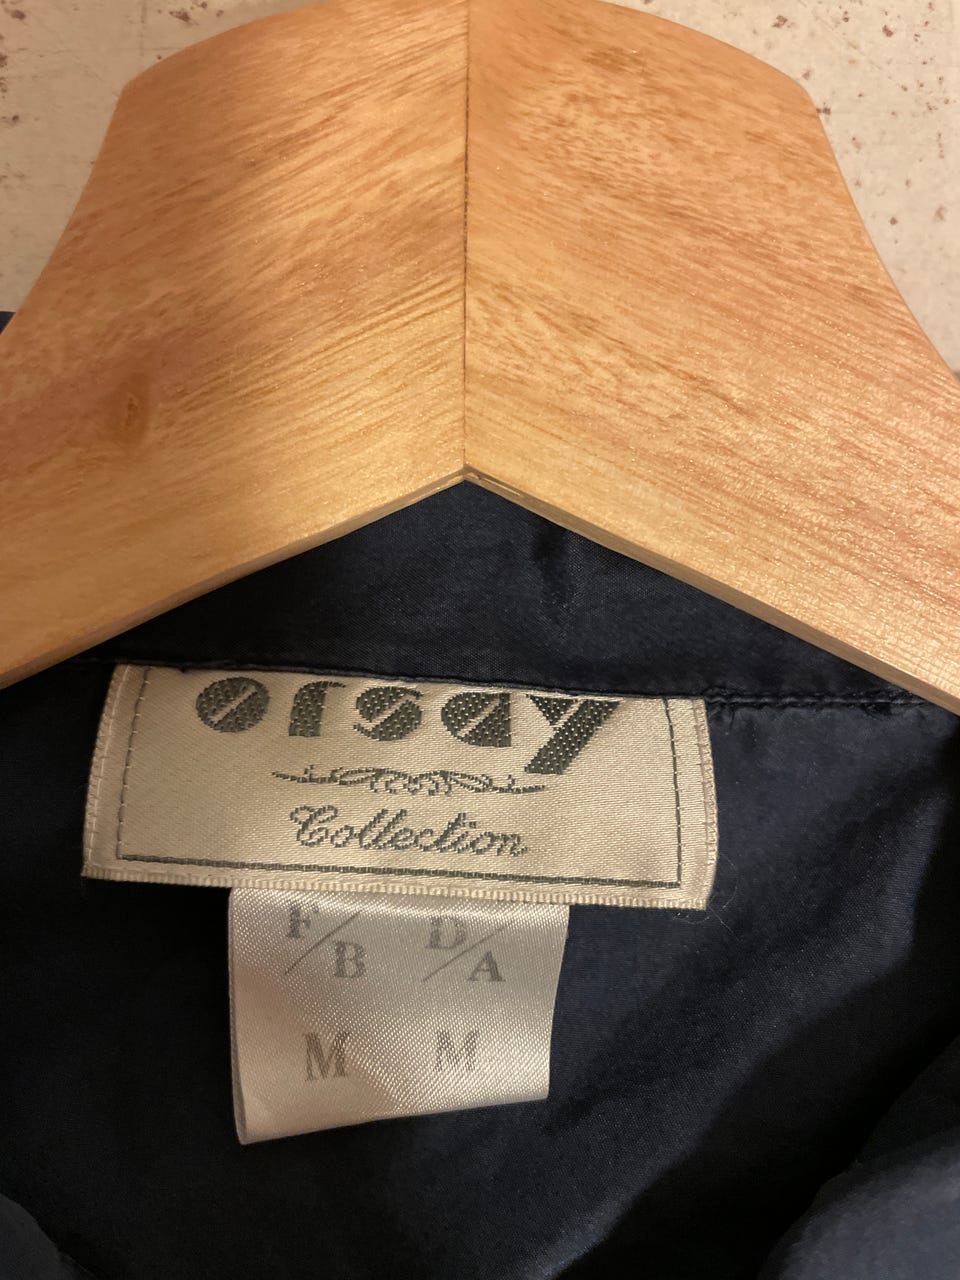 orsay
Collection
F/B D/A
M M